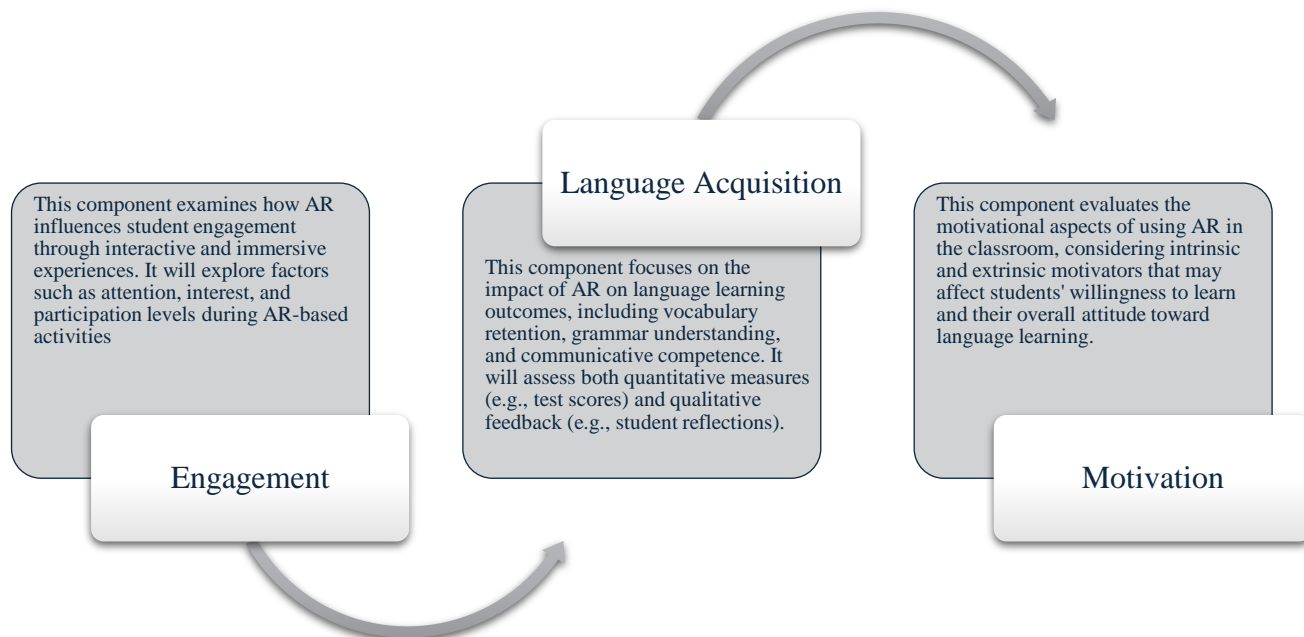 This component examines how AR
influences student engagement
through interactive and immersive
experiences. It will explore factors
such as attention, interest, and
participation levels during AR-based
activities
Engagement
Language Acquisition
This component focuses on the
impact of AR on language learning
outcomes, including vocabulary
retention, grammar understanding,
and communicative competence. It
will assess both quantitative measures
(e.g., test scores) and qualitative
feedback (e.g., student reflections).
This component evaluates the
motivational aspects of using AR in
the classroom, considering intrinsic
and extrinsic motivators that may
affect students' willingness to learn
and their overall attitude toward
language learning.
Motivation